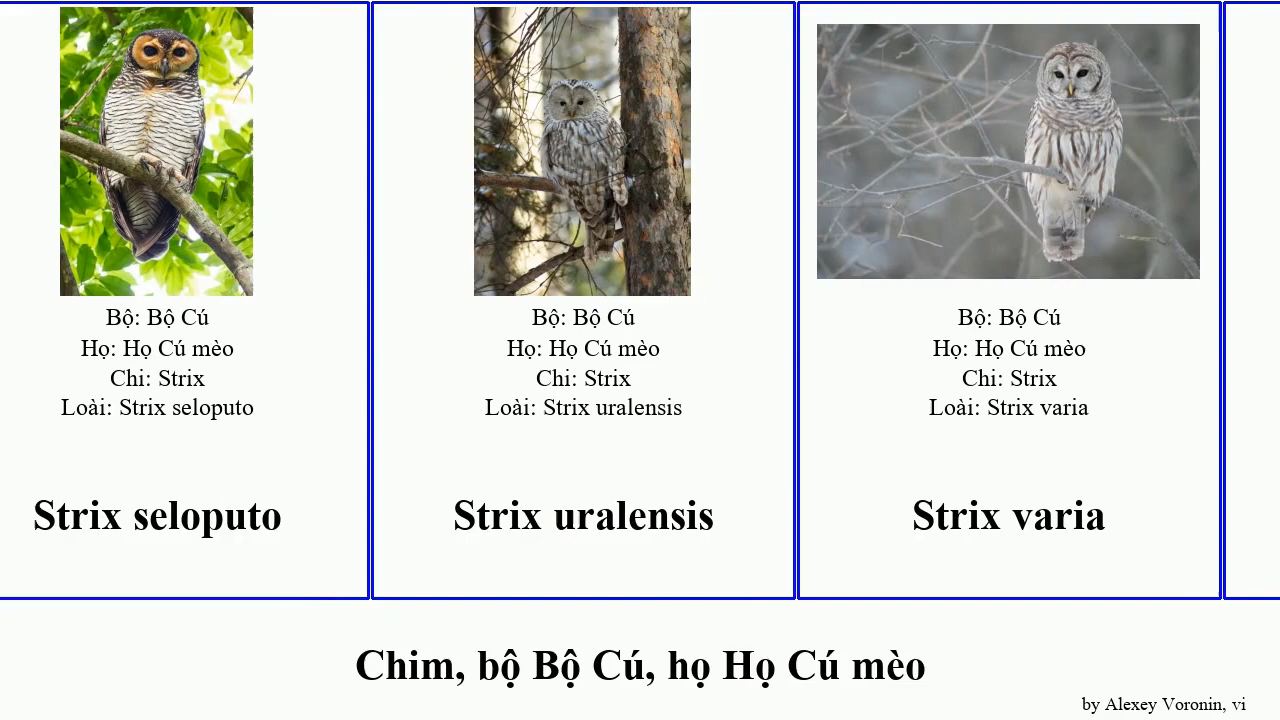 Bộ: Bộ Cú
Họ: Họ Cú mèo
Chi: Strix
Loài: Strix seloputo
Strix seloputo
Bộ: Bộ Cú
Họ: Họ Cú mèo
Chi: Strix
Loài: Strix uralensis
Strix uralensis
Bộ: Bộ Cú
Họ: Họ Cú mèo
Chi: Strix
Loài: Strix varia
Strix varia
Chim, bộ Bộ Cú, họ Họ Cú mèo
by Alexey Voronin, vi